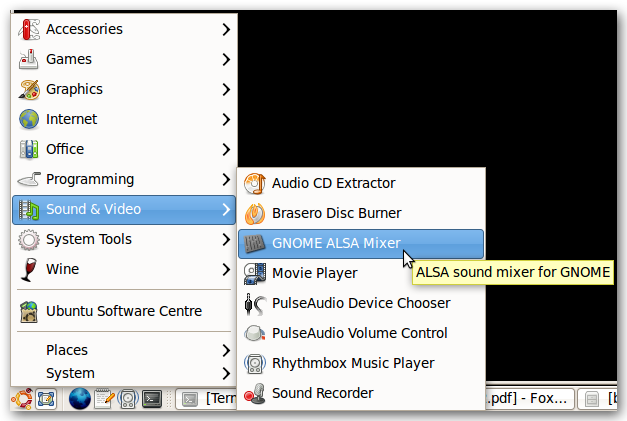 Accessories
Games
Graphics
Internet
Office
Programming
Sound & Video
System Tools
Wine
Ubuntu Software Centre
Places
System
Audio CD Extractor
Brasero Disc Burner
GNOME ALSA Mixer
Movie Player
PulseAudio Device Chooser
PulseAudio Volume Control
Rhythmbox Music Player
Sound Recorder
ALSA sound mixer for GNOME
[Tern
.pdf] - Fox...